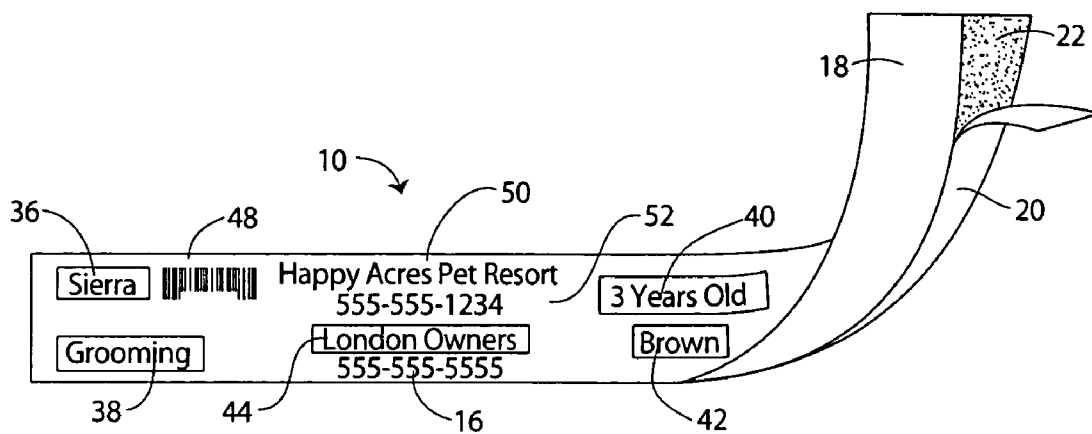 22
18
10
50
36
48
52
40
20
Sierra
Happy Acres Pet Resort
555-555-1234
3 Years Old
Grooming
London Owners
Brown
555-555-5555
38
44
16
42